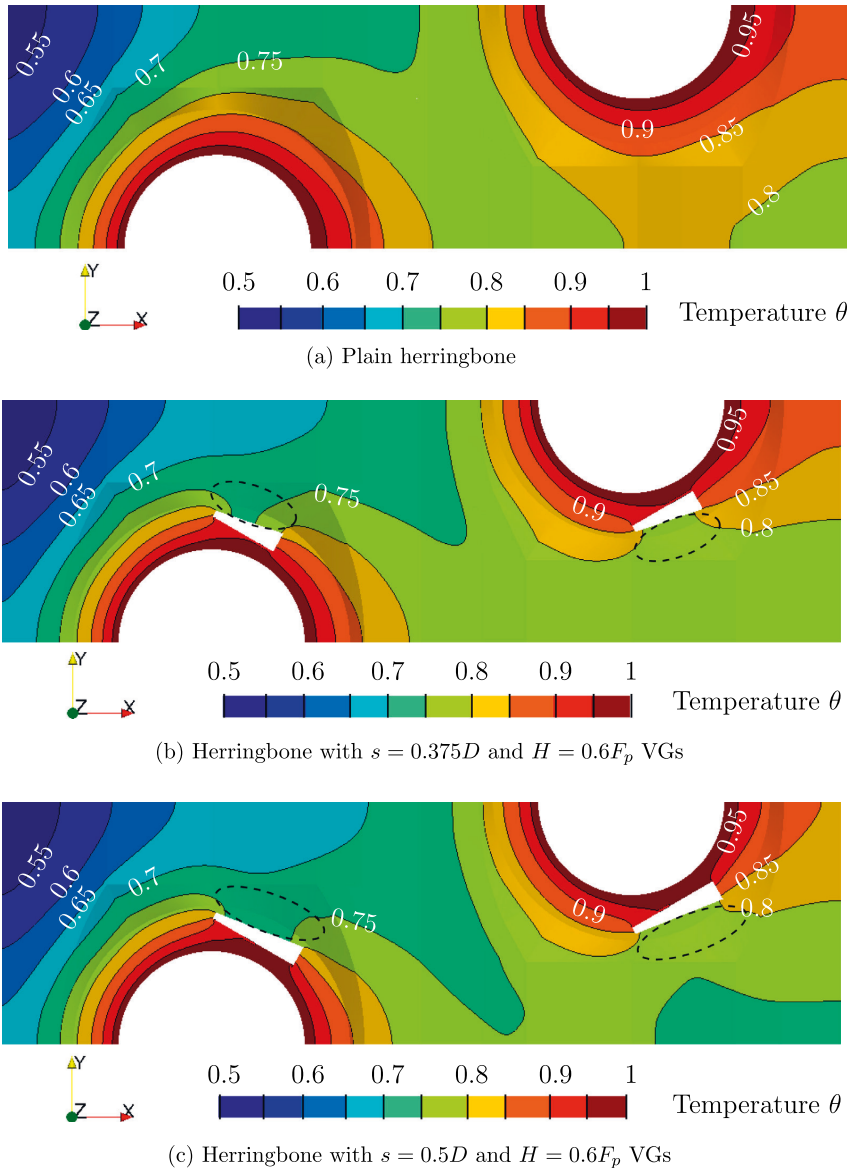 0.55
0.6
0.65
0.7
0.75
0.95
0.9
0.85
0.8
Y
Z
X
0.5 0.6 0.7 0.8 0.9 1
Temperature θ
(a) Plain herringbone
0.55
0.6
0.65
0.7
0.75
0.95
0.9
0.85
0.8
Y
Z
X
0.5 0.6 0.7 0.8 0.9 1
Temperature θ
(b) Herringbone with s = 0.375D and H = 0.6Fₚ VGs
0.55
0.6
0.65
0.7
0.75
0.95
0.9
0.85
0.8
Y
Z
X
0.5 0.6 0.7 0.8 0.9 1
Temperature θ
(c) Herringbone with s = 0.5D and H = 0.6Fₚ VGs